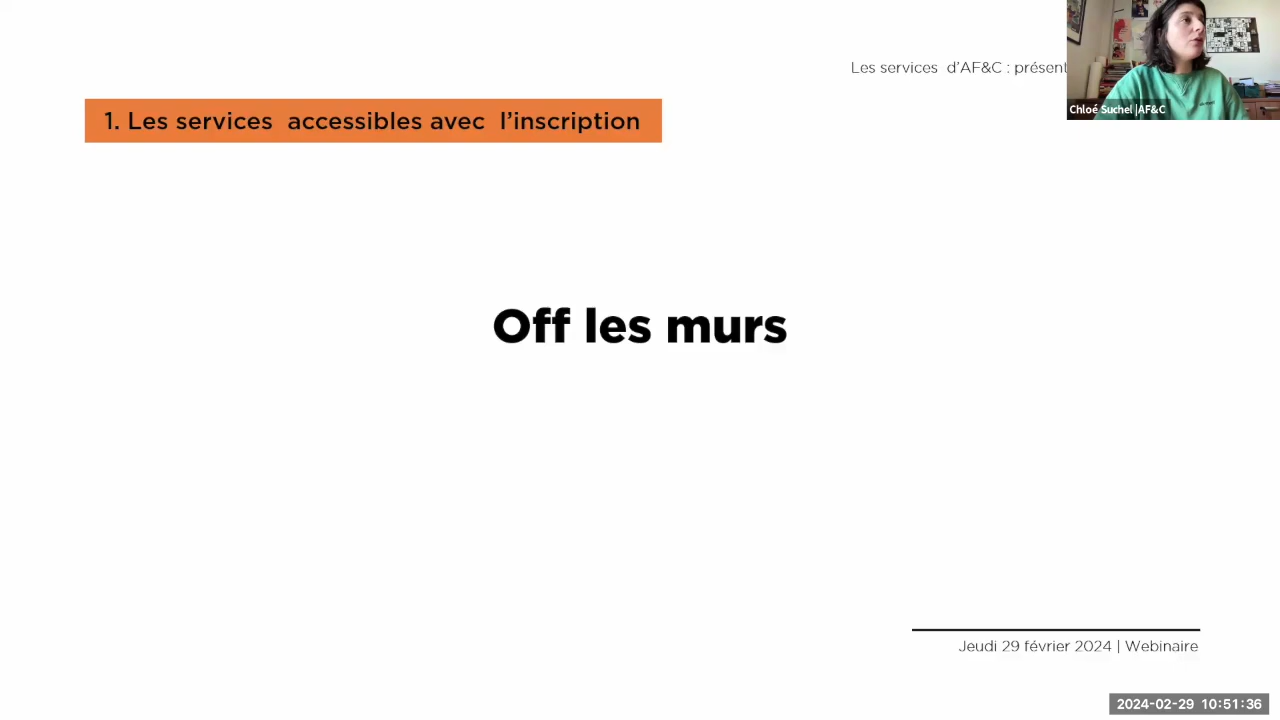 Les services d'AF&C : présent
Chloé Suchel |AF&C
1. Les services accessibles avec l'inscription
Off les murs
Jeudi 29 février 2024 | Webinaire
2024-02-29 10:51:36